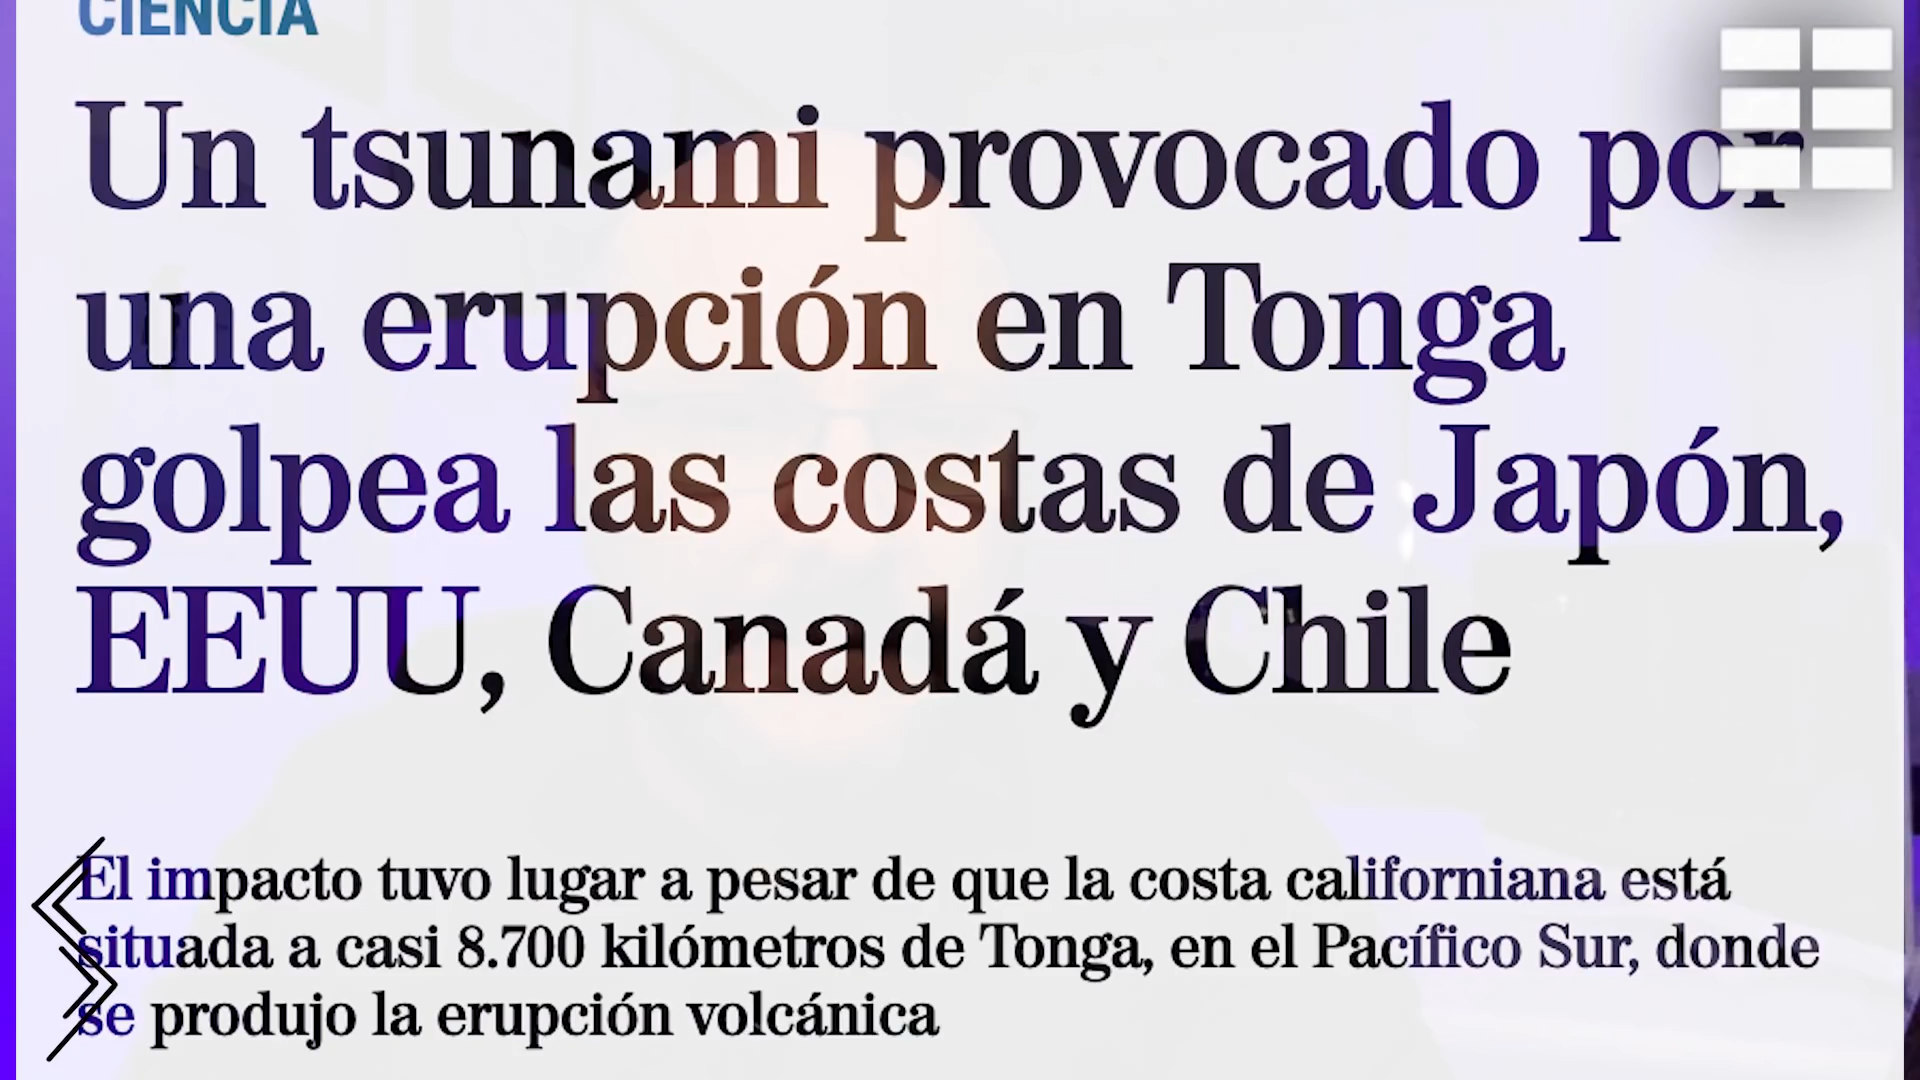 CIENCIA
Un tsunami provocado por
una erupción en Tonga
golpea las costas de Japón,
EEUU, Canadá y Chile
El impacto tuvo lugar a pesar de que la costa californiana está
situada a casi 8.700 kilómetros de Tonga, en el Pacífico Sur, donde
se produjo la erupción volcánica